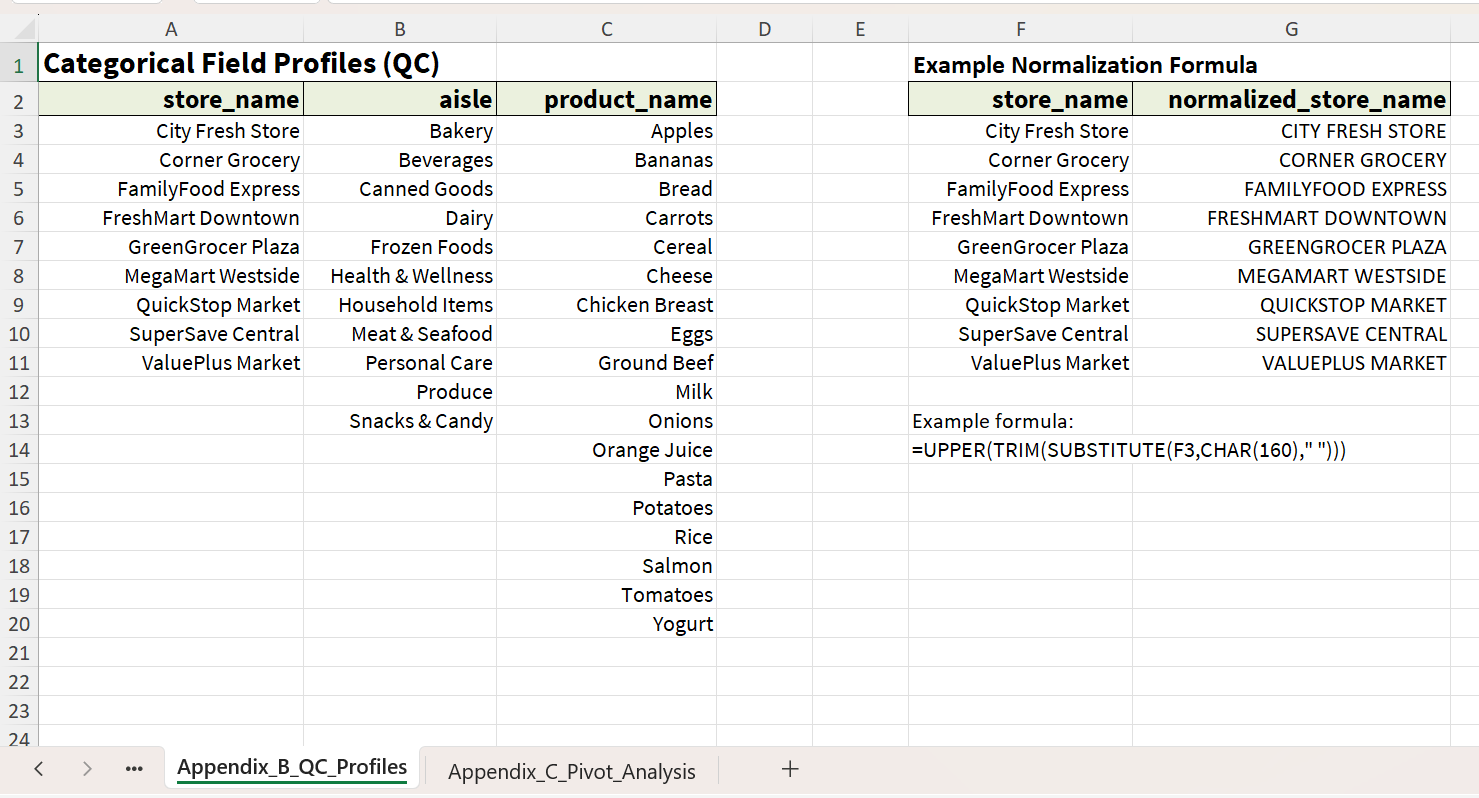 A B C D E F G
1 Categorical Field Profiles (QC) Example Normalization Formula
2 store_name aisle product_name store_name normalized_store_name
3 City Fresh Store Bakery Apples City Fresh Store CITY FRESH STORE
4 Corner Grocery Beverages Bananas Corner Grocery CORNER GROCERY
5 FamilyFood Express Canned Goods Bread FamilyFood Express FAMILYFOOD EXPRESS
6 FreshMart Downtown Dairy Carrots FreshMart Downtown FRESHMART DOWNTOWN
7 GreenGrocer Plaza Frozen Foods Cereal GreenGrocer Plaza GREENGROCER PLAZA
8 MegaMart Westside Health & Wellness Cheese MegaMart Westside MEGAMART WESTSIDE
9 QuickStop Market Household Items Chicken Breast QuickStop Market QUICKSTOP MARKET
10 SuperSave Central Meat & Seafood Eggs SuperSave Central SUPERSAVE CENTRAL
11 ValuePlus Market Personal Care Ground Beef ValuePlus Market VALUEPLUS MARKET
12 Produce Milk
13 Snacks & Candy Onions Example formula:
14 Orange Juice =UPPER(TRIM(SUBSTITUTE(F3,CHAR(160)," ")))
15 Pasta
16 Potatoes
17 Rice
18 Salmon
19 Tomatoes
20 Yogurt
21
22
23
24
Appendix_B_QC_Profiles Appendix_C_Pivot_Analysis